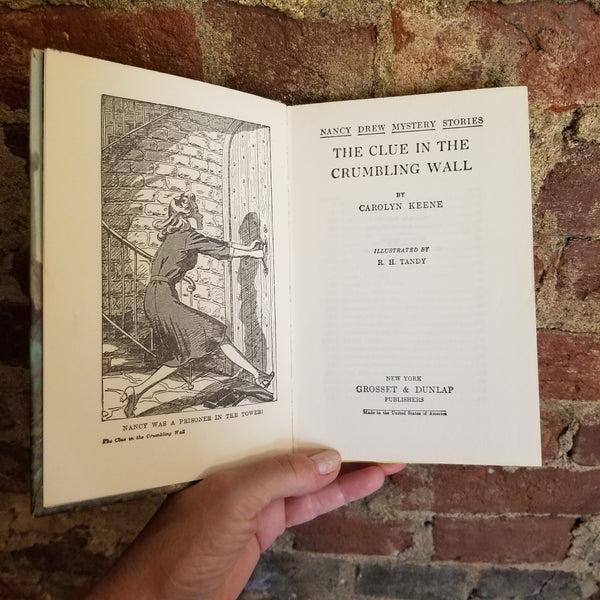 NANCY WAS A PRISONER IN THE TOWER!
The Clue in the Crumbling Wall
NANCY DREW MYSTERY STORIES
THE CLUE IN THE
CRUMBLING WALL
BY
CAROLYN KEENE
ILLUSTRATED BY
R. H. TANDY
NEW YORK
GROSSET & DUNLAP
PUBLISHERS
Made in the United States of America